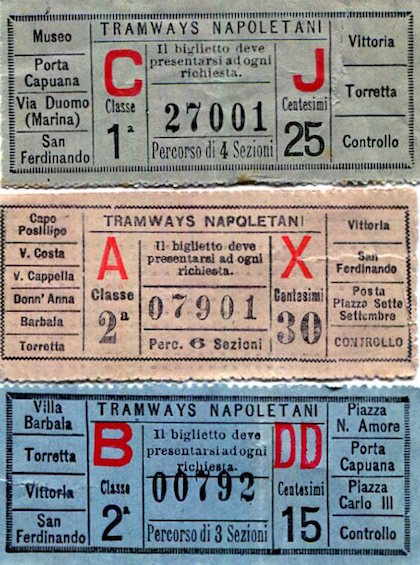 TRAMWAYS NAPOLETANI
Museo
Porta
Capuana
Via Duomo
(Marina)
San
Ferdinando
C
Classe
1ª
Il biglietto deve
presentarsi ad ogni
richiesta.
27001
Percorso di 4 Sezioni
J
Centesimi
25
Vittoria
Torretta
Controllo
TRAMWAYS NAPOLETANI
Capo
Posilipo
V. Costa
v. Cappella
Donn' Anna
Barbala
Torretta
A
Classe
2ª
Il biglietto deve
presentarsi ad ogni
richiesta.
07901
Perc. 6 Sezioni
X
Centesimi
30
Vittoria
San
Ferdinando
Posta
Piazza Sette
Settembre
CONTROLLO
TRAMWAYS NAPOLETANI
Villa
Barbala
Torretta
Vittoria
San
Ferdinando
B
Classe
2ª
Il biglietto deve
presentarsi ad ogni
richiesta.
00792
Percorso di 3 Sezioni
DD
Centesimi
15
Piazza
N. Amore
Porta
Capuana
Piazza
Carlo III
Controllo